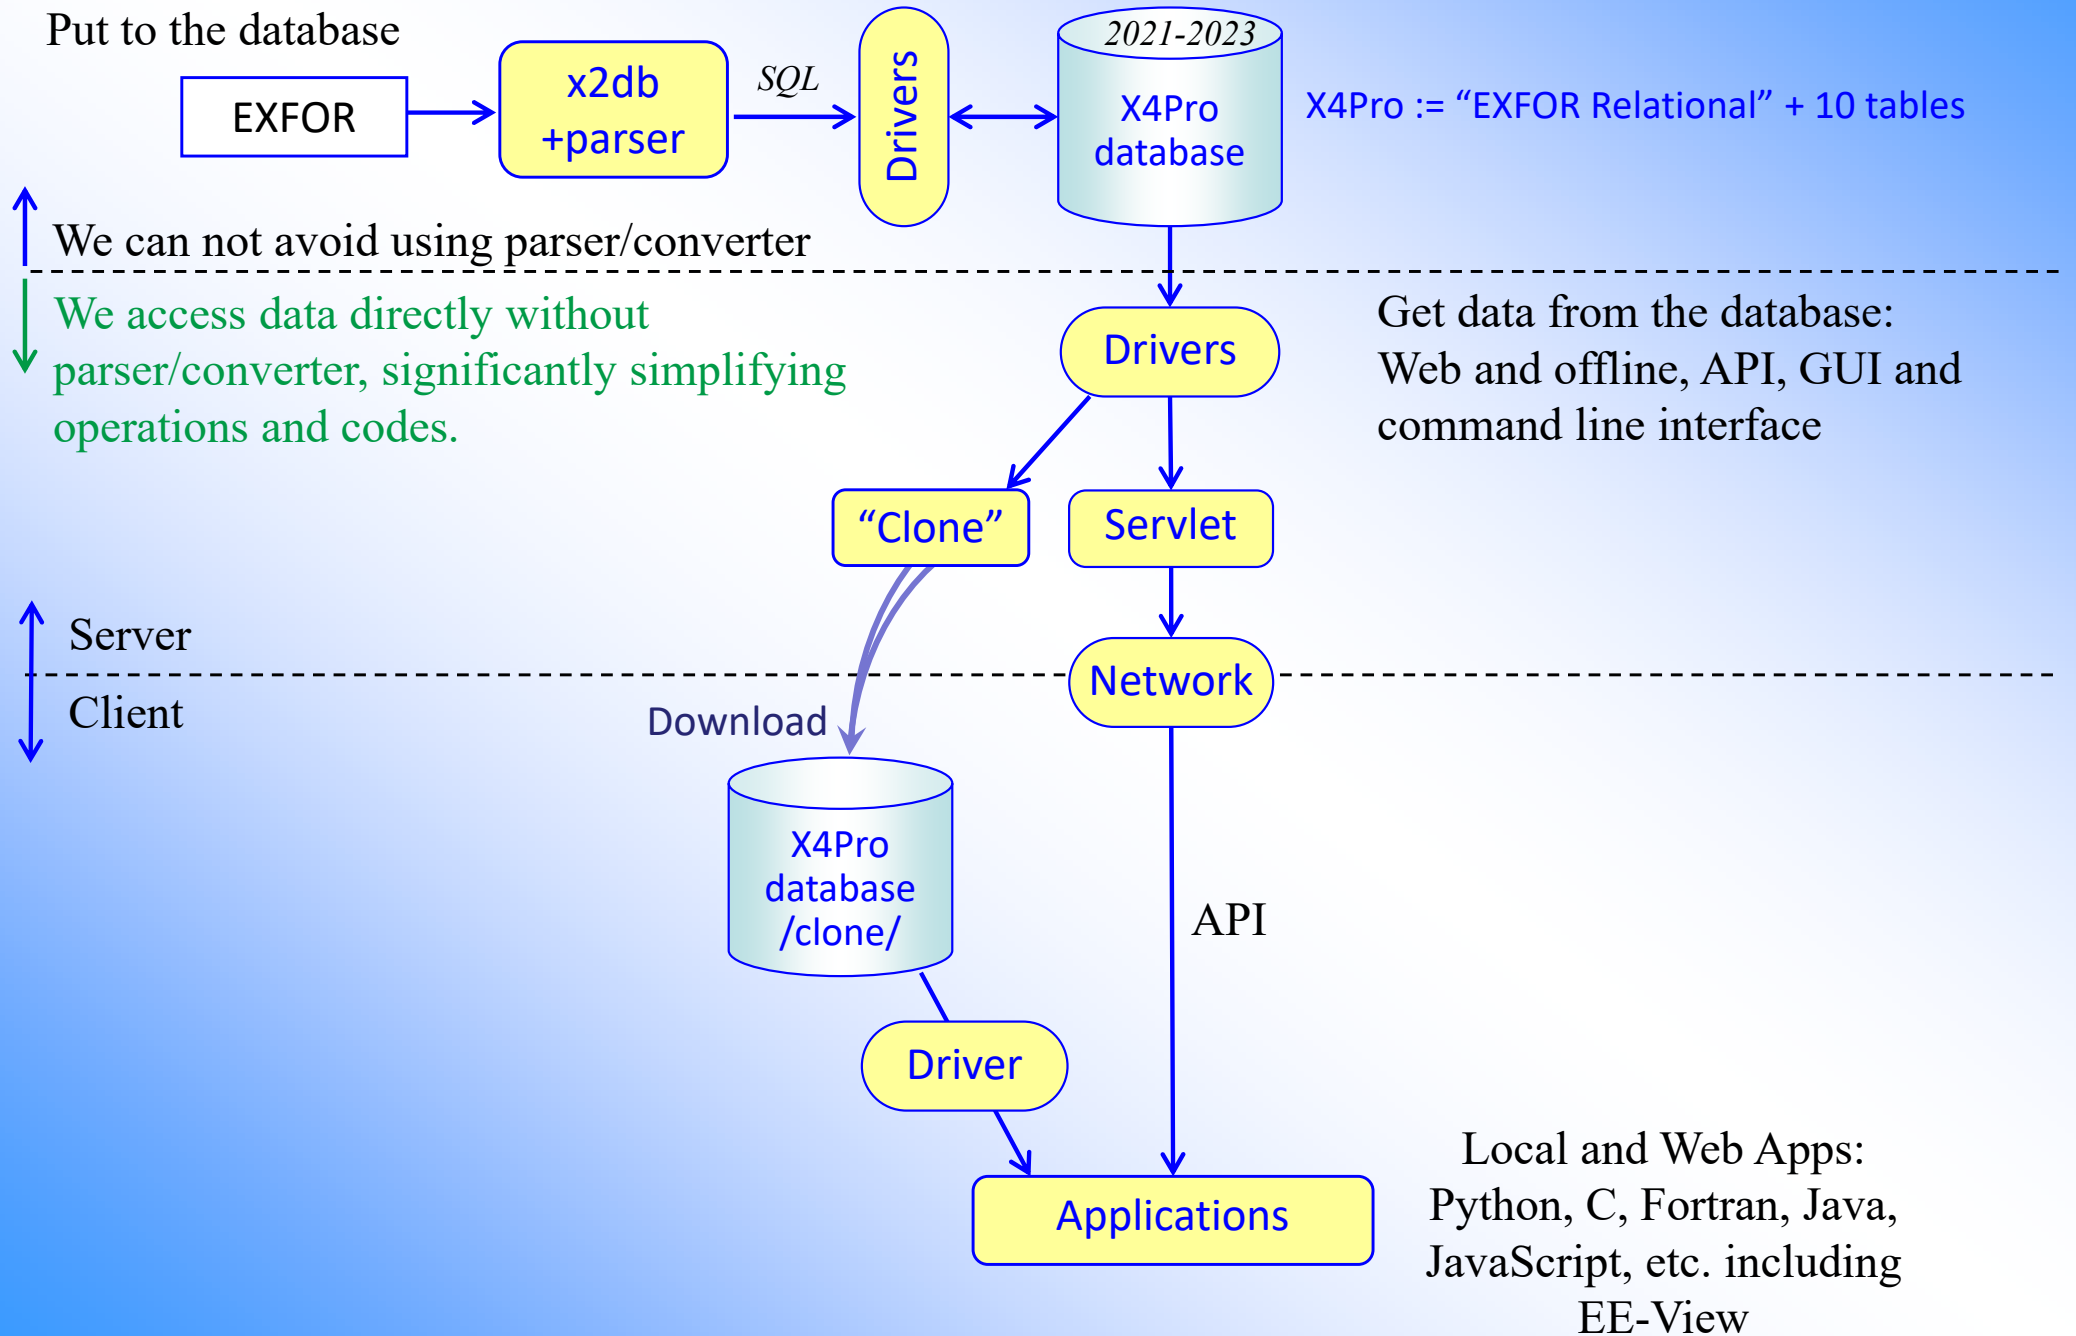 Put to the database
EXFOR
x2db
+parser
SQL
Drivers
2021-2023
X4Pro
database
X4Pro := “EXFOR Relational” + 10 tables
We can not avoid using parser/converter
We access data directly without
parser/converter, significantly simplifying
operations and codes.
Drivers
Get data from the database:
Web and offline, API, GUI and
command line interface
“Clone”
Servlet
Server
Network
Client
Download
X4Pro
database
/clone/
API
Driver
Applications
Local and Web Apps:
Python, C, Fortran, Java,
JavaScript, etc. including
EE-View